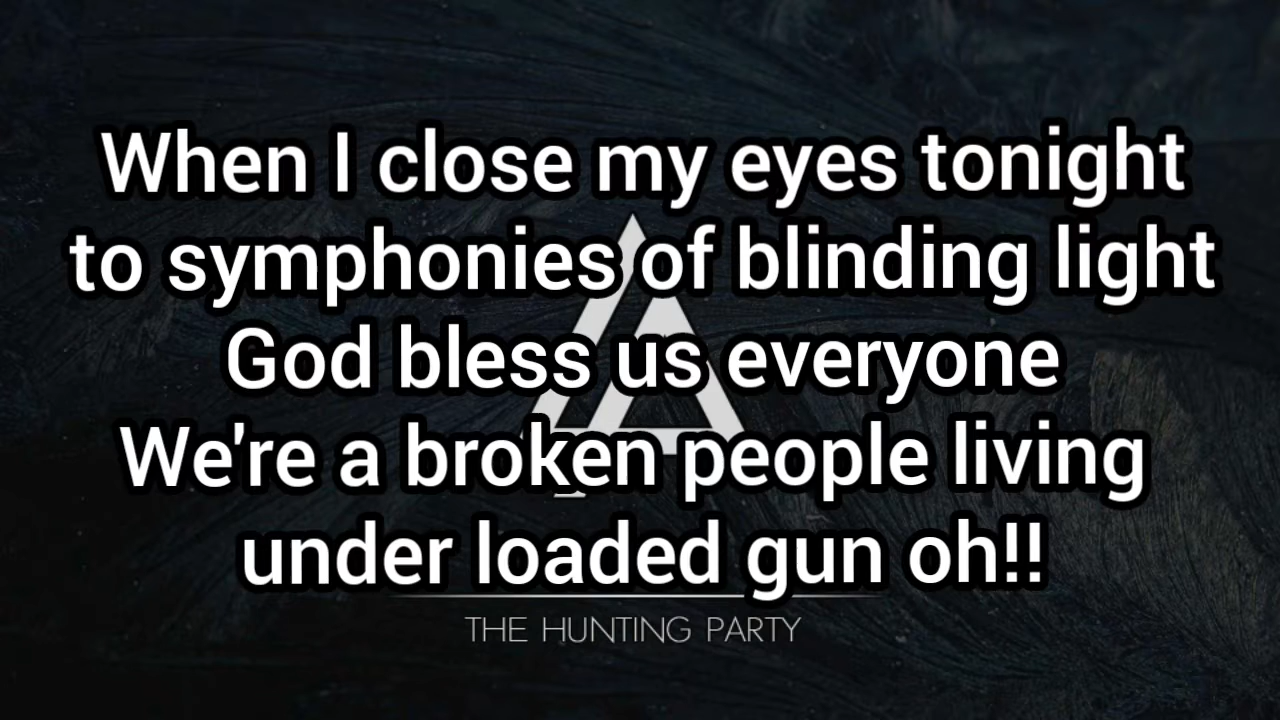 When I close my eyes tonight
to symphonies of blinding light
God bless us everyone
We're a broken people living
under loaded gun oh!!
THE HUNTING PARTY